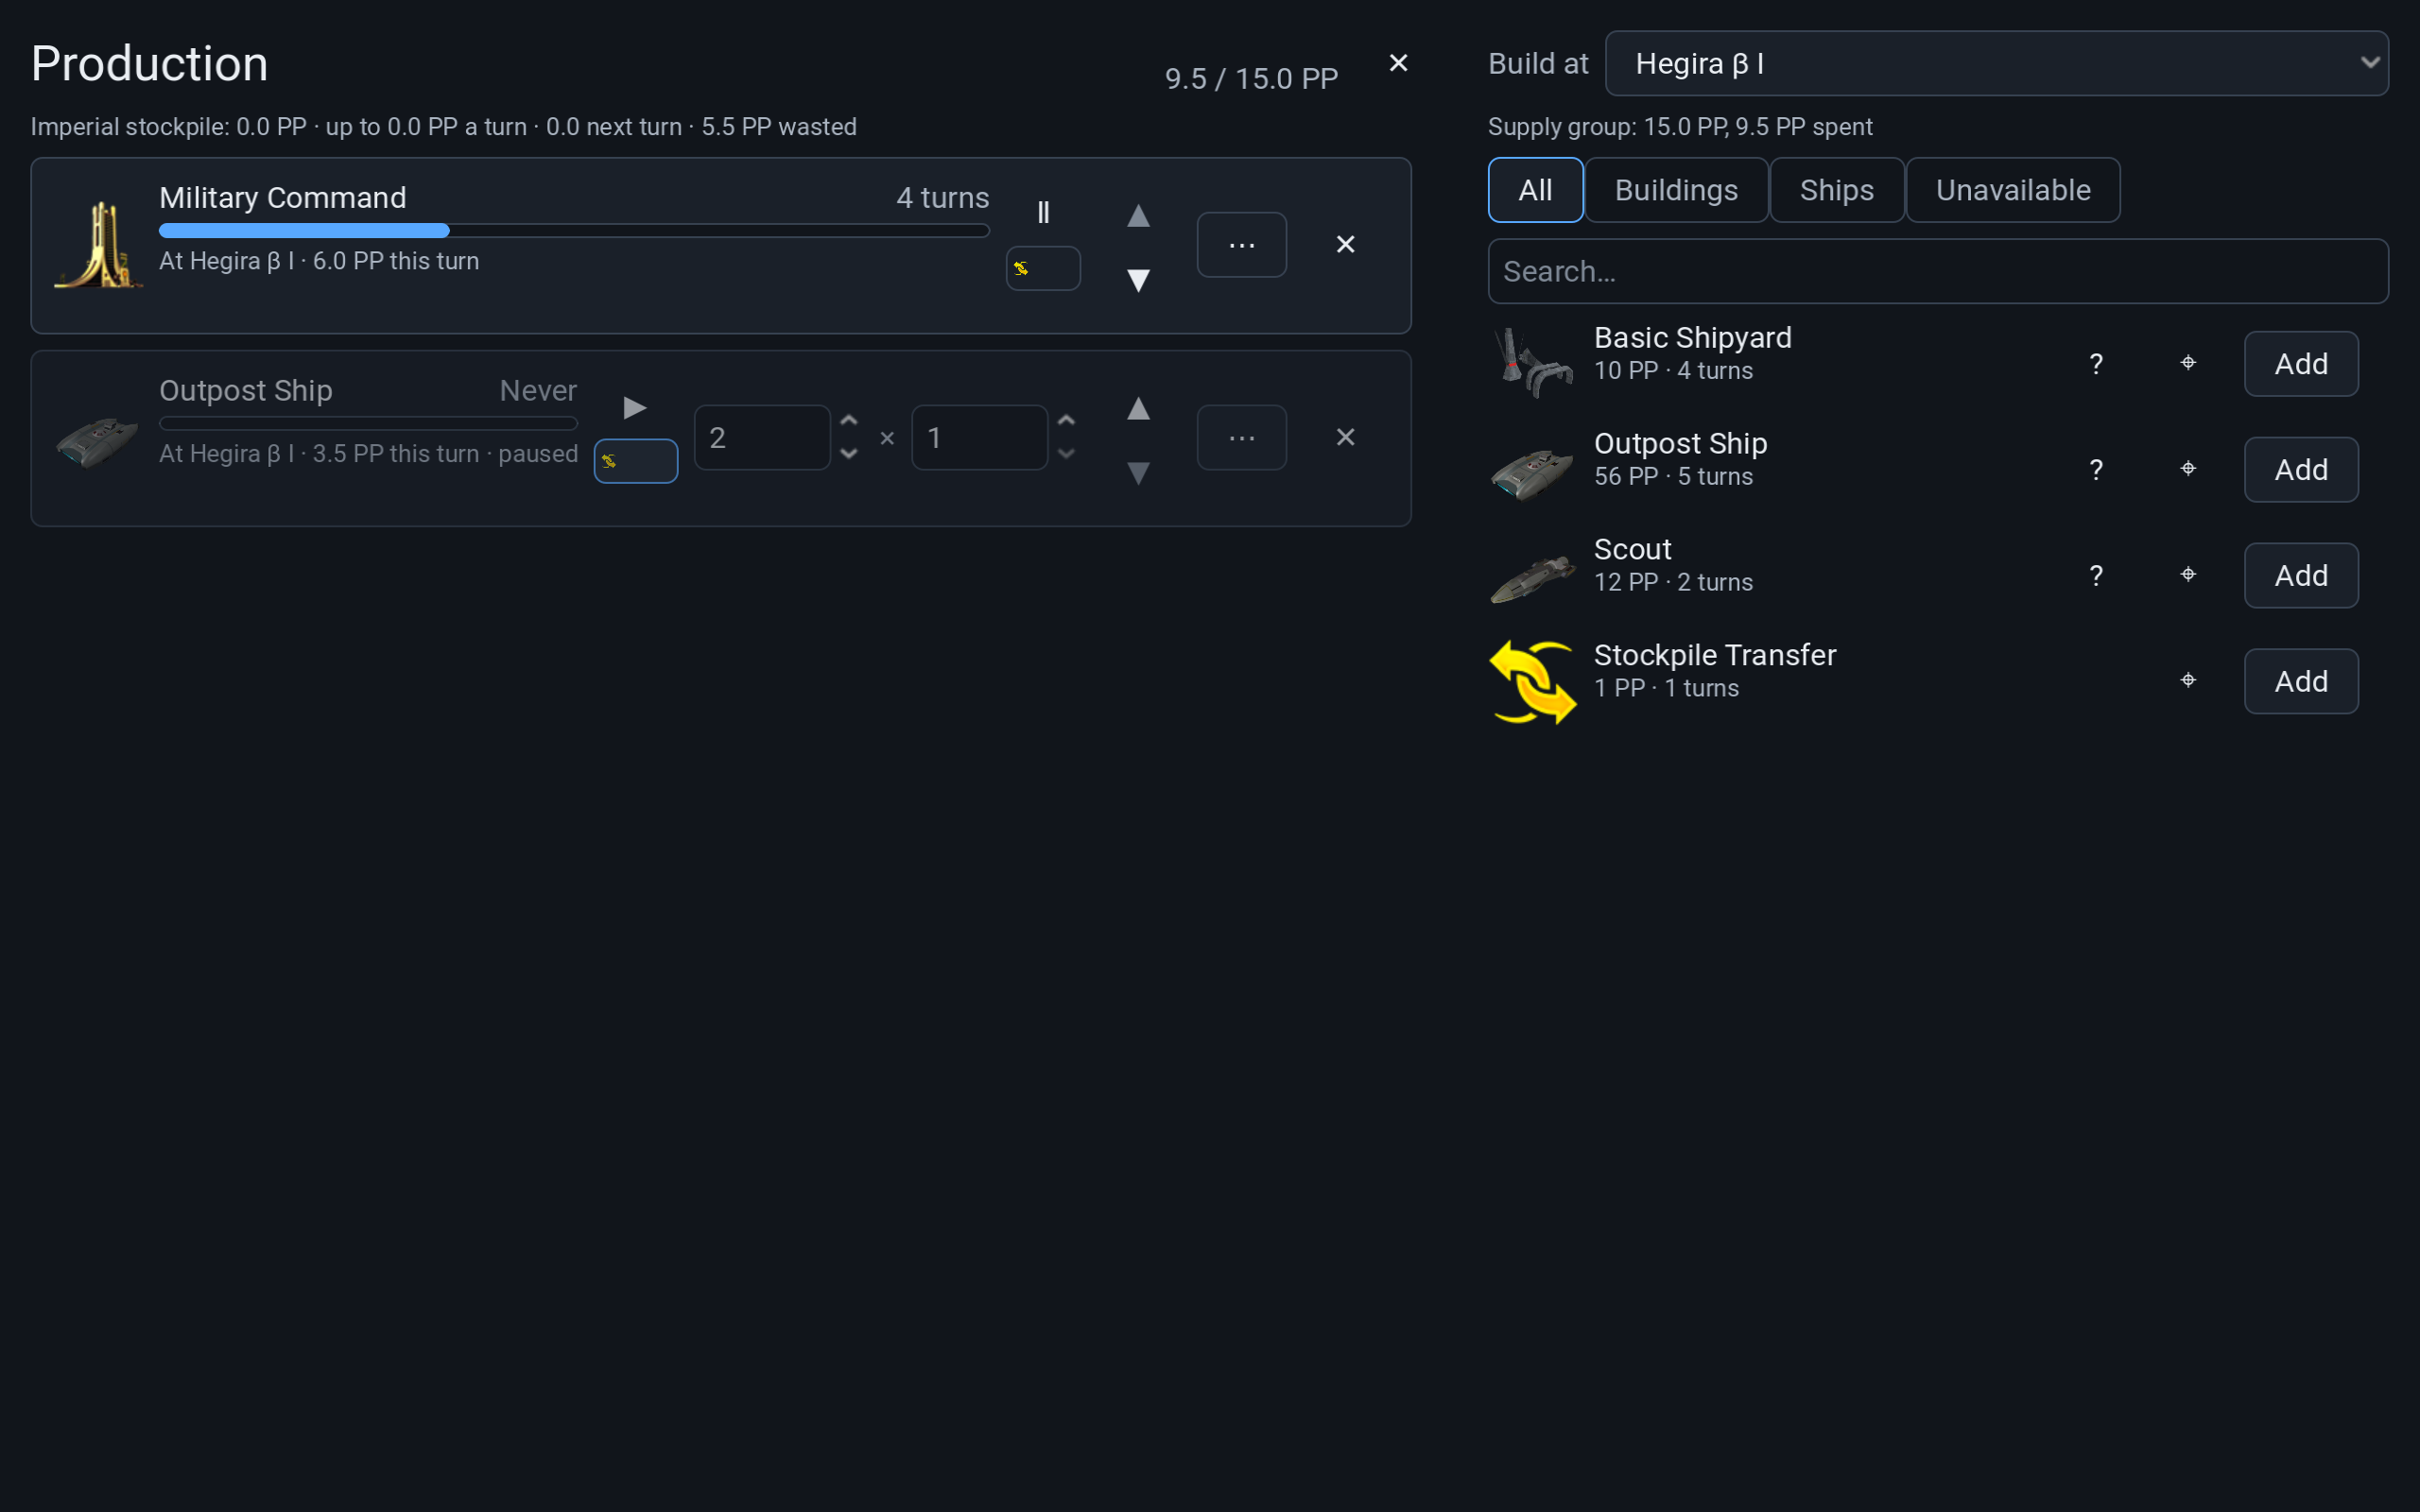 Production
9.5 / 15.0 PP
×
Imperial stockpile: 0.0 PP · up to 0.0 PP a turn · 0.0 next turn · 5.5 PP wasted
Military Command
4 turns
At Hegira β I · 6.0 PP this turn
...
×
Outpost Ship
Never
At Hegira β I · 3.5 PP this turn · paused
2 × 1
...
×
Build at
Hegira β I
Supply group: 15.0 PP, 9.5 PP spent
All
Buildings
Ships
Unavailable
Search...
Basic Shipyard
10 PP · 4 turns
?
Add
Outpost Ship
56 PP · 5 turns
?
Add
Scout
12 PP · 2 turns
?
Add
Stockpile Transfer
1 PP · 1 turns
Add